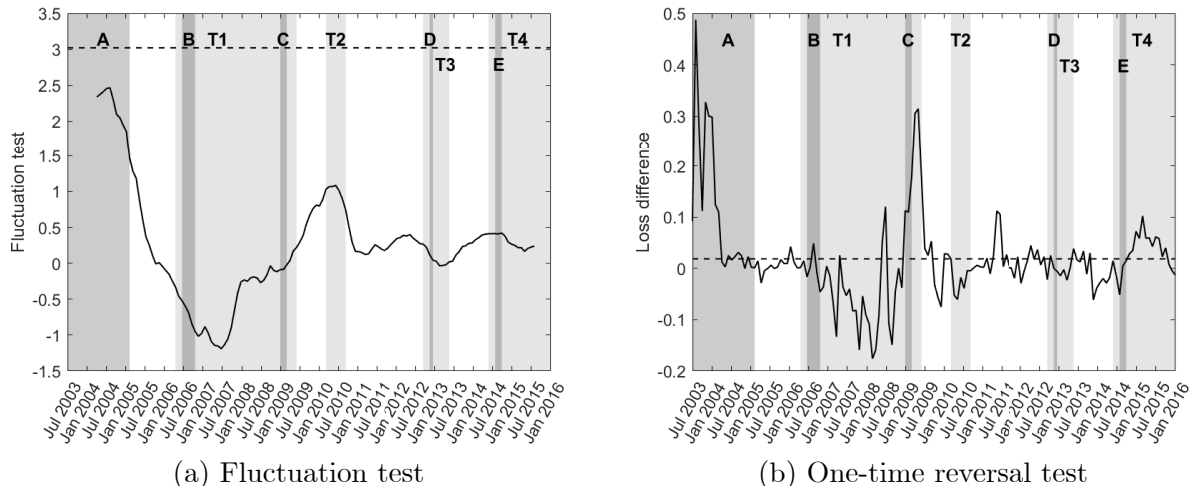 3.5
3
2.5
2
1.5
1
0.5
0
-0.5
-1
-1.5
Fluctuation test
A
B
T1
C
T2
D
T3
E
T4
Jul 2003
Jan 2004
Jul 2004
Jan 2005
Jul 2005
Jan 2006
Jul 2006
Jan 2007
Jul 2007
Jan 2008
Jul 2008
Jan 2009
Jul 2009
Jan 2010
Jul 2010
Jan 2011
Jul 2011
Jan 2012
Jul 2012
Jan 2013
Jul 2013
Jan 2014
Jul 2014
Jan 2015
Jul 2015
Jan 2016
(a) Fluctuation test
0.5
0.4
0.3
0.2
0.1
0
-0.1
-0.2
Loss difference
A
B
T1
C
T2
D
T3
E
T4
Jul 2003
Jan 2004
Jul 2004
Jan 2005
Jul 2005
Jan 2006
Jul 2006
Jan 2007
Jul 2007
Jan 2008
Jul 2008
Jan 2009
Jul 2009
Jan 2010
Jul 2010
Jan 2011
Jul 2011
Jan 2012
Jul 2012
Jan 2013
Jul 2013
Jan 2014
Jul 2014
Jan 2015
Jul 2015
Jan 2016
(b) One-time reversal test